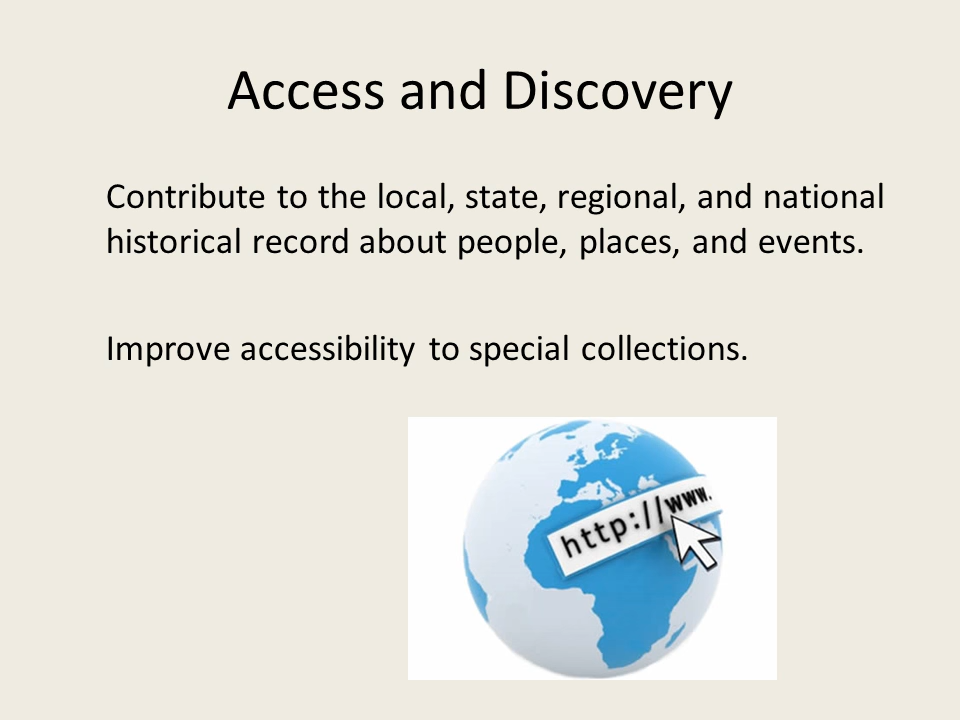 Access and Discovery
Contribute to the local, state, regional, and national
historical record about people, places, and events.
Improve accessibility to special collections.
http://www.